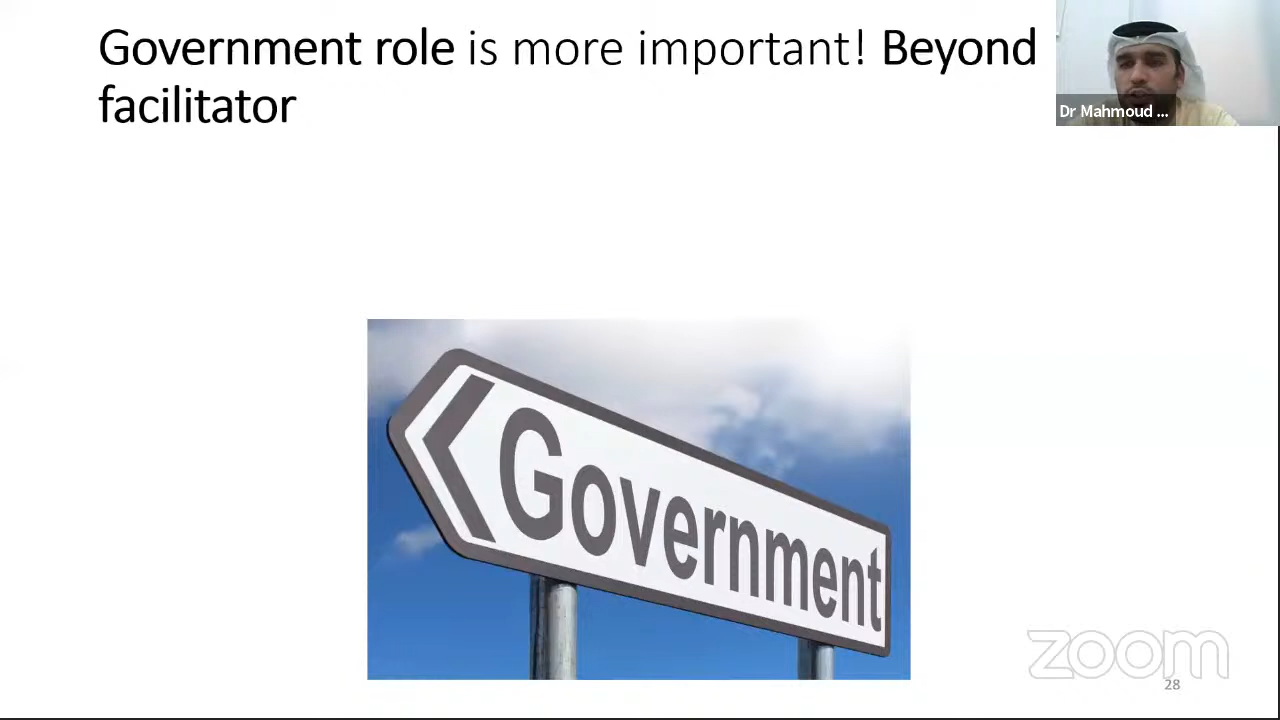 Government role is more important! Beyond
facilitator
Dr Mahmoud ...
Government
zoom
28